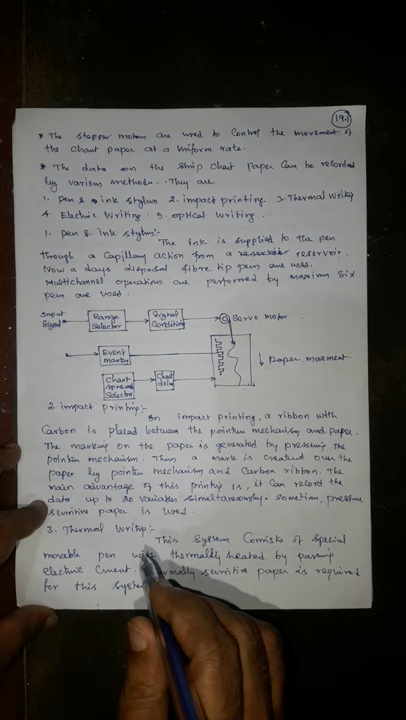 19.1
* The stepper motors are used to control the movement of
the chart paper at a Uniform rate.
* The data on the strip chart Paper Can be recorded
by various methods. They are
1. pen & ink stylus 2. impact printing 3. Thermal writing
4. Electric Writing. 5. optical writing.
1. pen & Ink stylus:-
The ink is supplied to the pen
through a Capillary action from a reservoir.
Now a days disposal fibre tip pens are used.
Multichannel operations are performed by maximum Six
pens are used.
Input
Signal
Range
Selector
Signal
Condition
Servo motor
Event
marker
paper movement
Chart
Speed
Selector
Chart
drive
2 impact printing:-
In impact printing, a ribbon with
Carbon is placed between the pointer mechanism and paper.
The marking on the paper is generated by pressing the
pointer mechanism. Thus a mark is created over the
paper by pointer mechanism and Carbon ribbon. The
main advantage of this printing is, it Can record the
data up to 20 variables simultaneously. Sometimes, pressure
sensitive paper is used.
3. Thermal Writing:-
This System Consists of Special
movable pen thermally heated by passing
electric Current. sensitive paper is required
for this